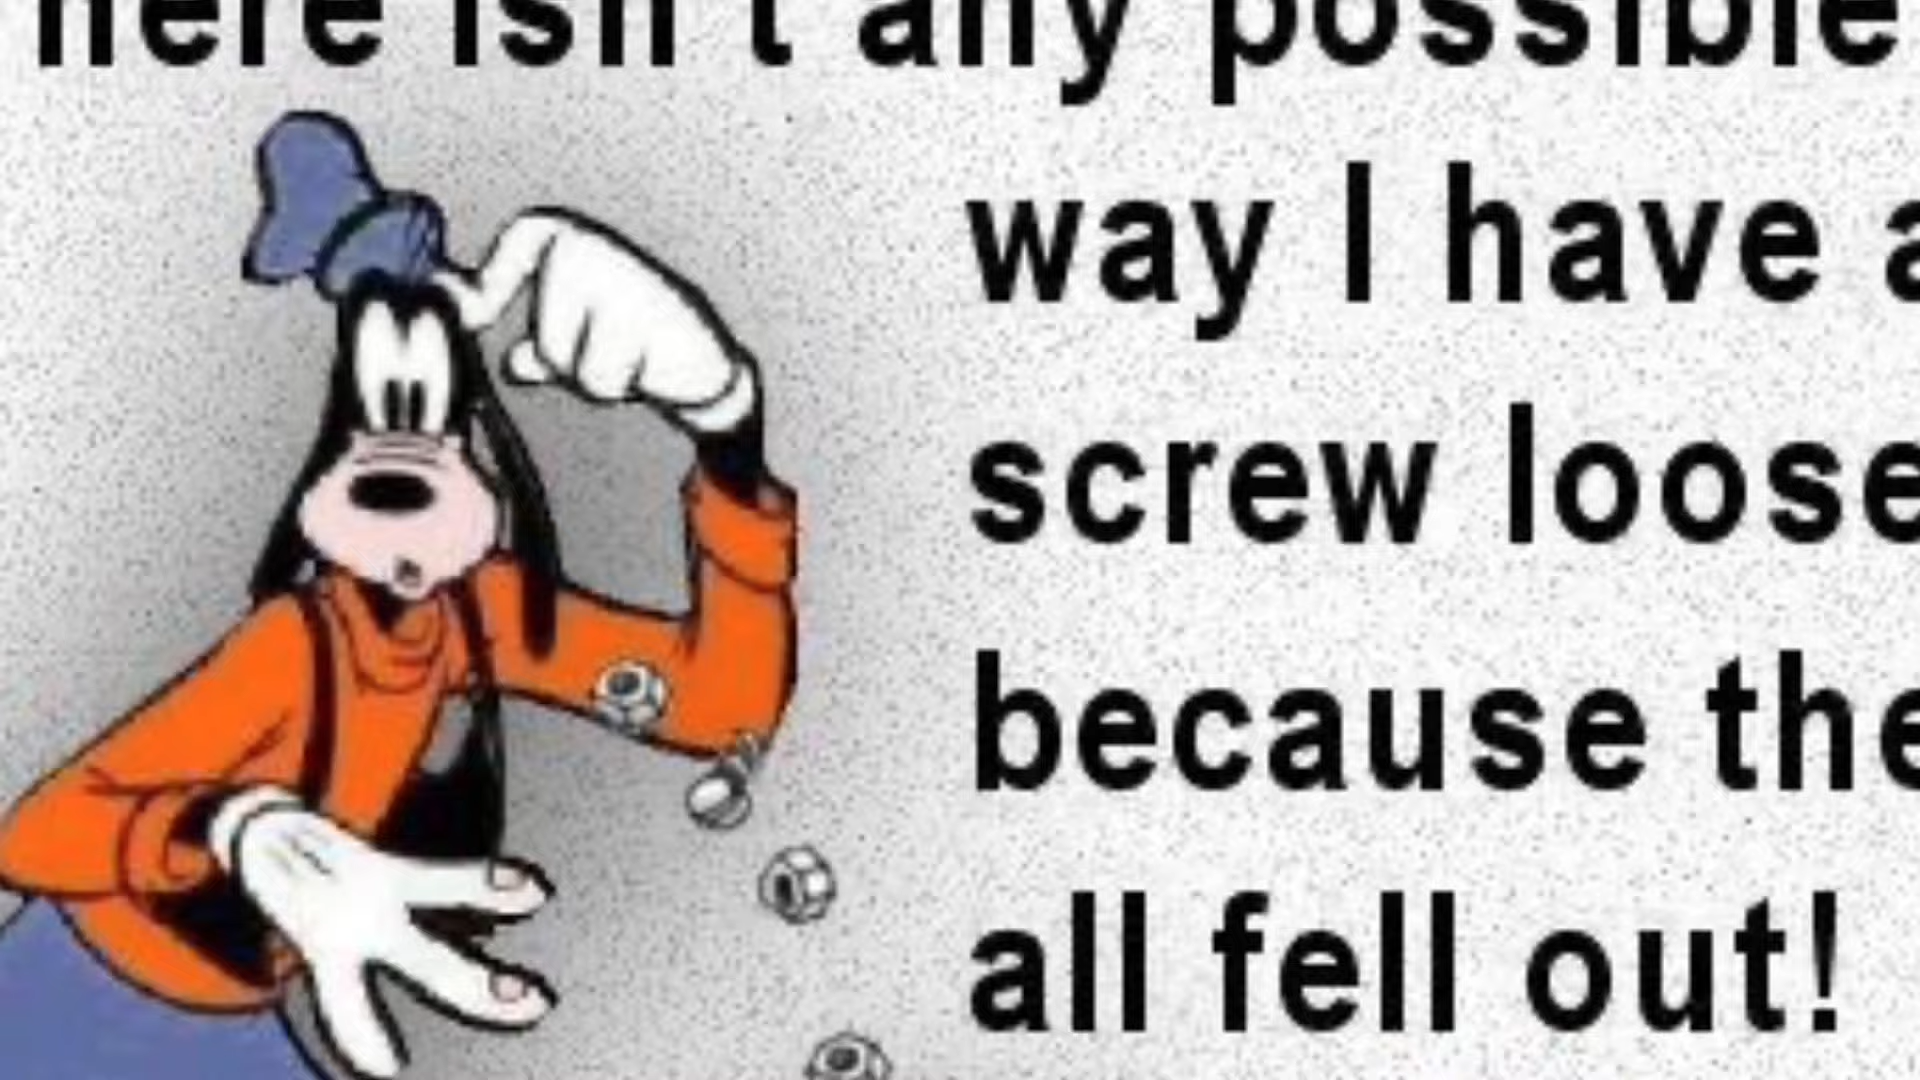 here isn't any possible
way I have a
screw loose
because the
all fell out!